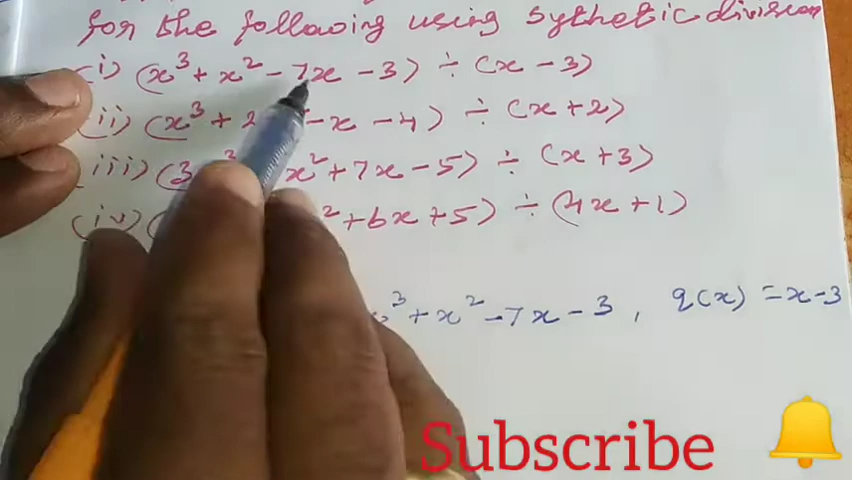 for the following using sythetic division
(i) (x³ + x² - 7x - 3) ÷ (x - 3)
(ii) (x³ + 2 - x - 4) ÷ (x + 2)
(iii) (3 x² + 7x - 5) ÷ (x + 3)
(iv) ( ² + 6x + 5) ÷ (4x + 1)
x³ + x² - 7x - 3 , q(x) = x - 3
Subscribe